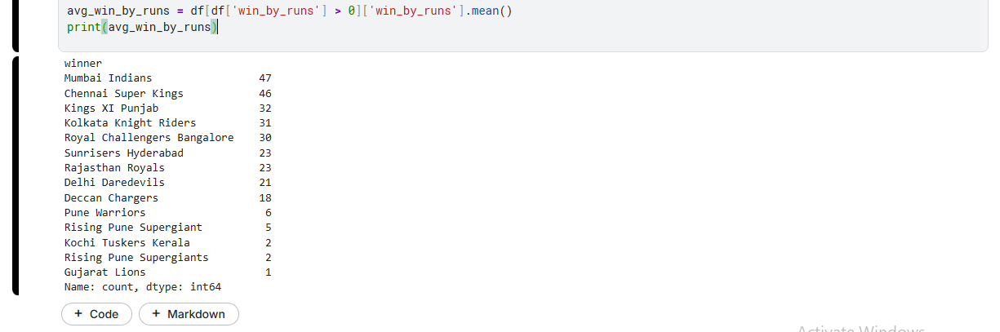 avg_win_by_runs = df[df['win_by_runs'] > 0]['win_by_runs'].mean()
print(avg_win_by_runs)
winner
Mumbai Indians 47
Chennai Super Kings 46
Kings XI Punjab 32
Kolkata Knight Riders 31
Royal Challengers Bangalore 30
Sunrisers Hyderabad 23
Rajasthan Royals 23
Delhi Daredevils 21
Deccan Chargers 18
Pune Warriors 6
Rising Pune Supergiant 5
Kochi Tuskers Kerala 2
Rising Pune Supergiants 2
Gujarat Lions 1
Name: count, dtype: int64
+ Code + Markdown
Activate Windows